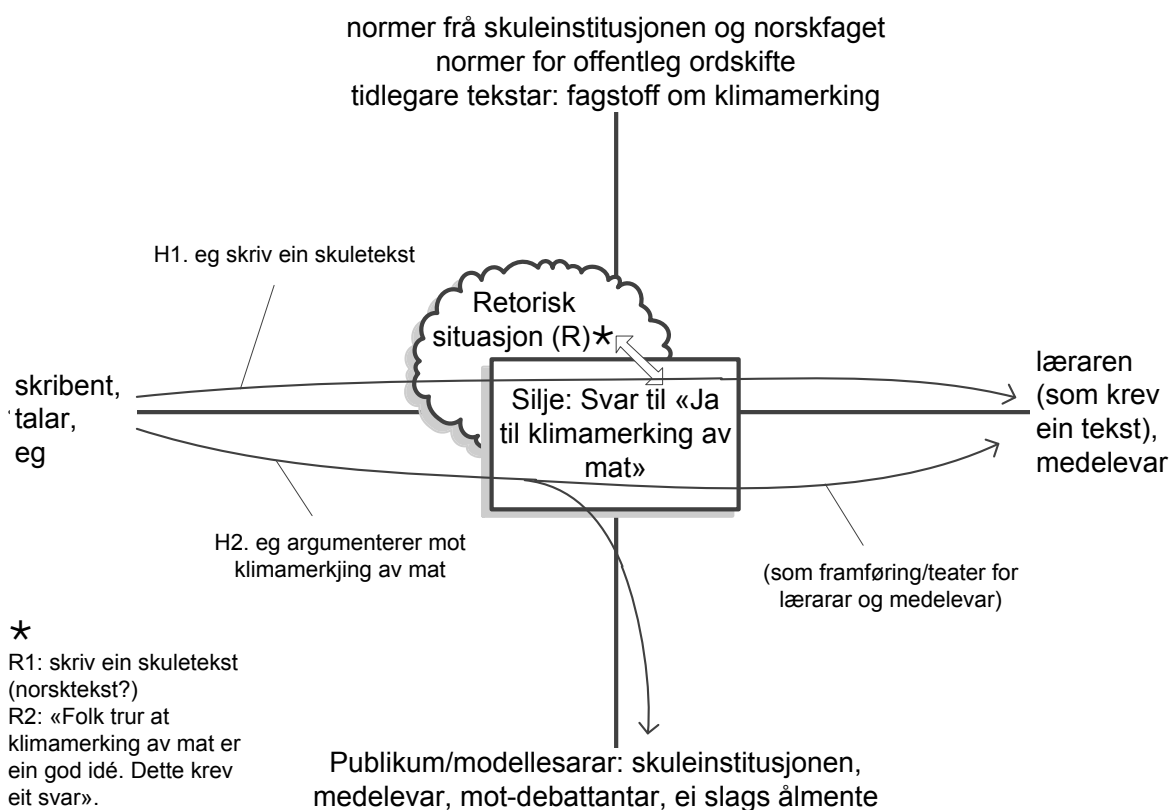 normer frå skuleinstitusjonen og norskfaget
normer for offentleg ordskifte
tidlegare tekstar: fagstoff om klimamerking
H1. eg skriv ein skuletekst
Retorisk
situasjon (R)*
skribent,
talar,
eg
Silje: Svar til «Ja
til klimamerking av
mat»
læraren
(som krev
ein tekst),
medelevar
H2. eg argumenterer mot
klimamerkjing av mat
(som framføring/teater for
lærarar og medelevar)
*
R1: skriv ein skuletekst
(norsktekst?)
R2: «Folk trur at
klimamerking av mat er
ein god idé. Dette krev
eit svar».
Publikum/modellesarar: skuleinstitusjonen,
medelevar, mot-debattantar, ei slags ålmente